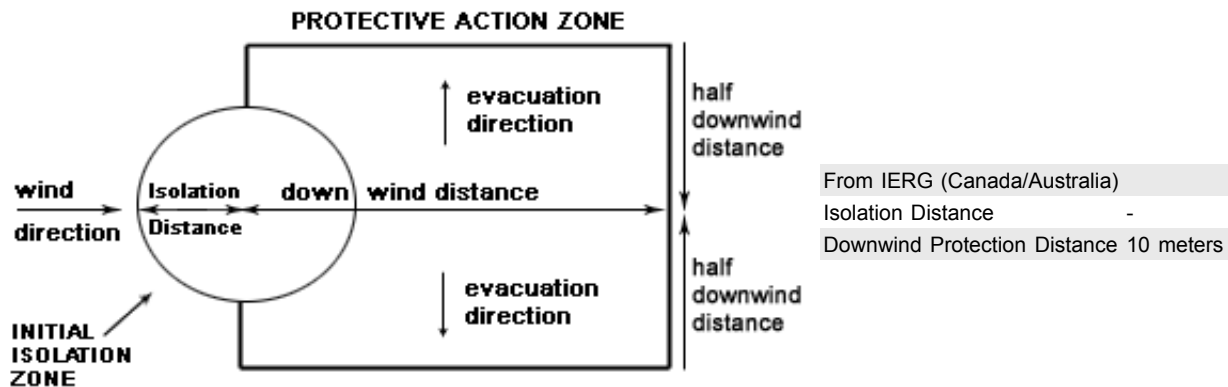 PROTECTIVE ACTION ZONE
evacuation
direction
half
downwind
distance
wind
direction
Isolation
Distance
down wind distance
From IERG (Canada/Australia)
Isolation Distance -
Downwind Protection Distance 10 meters
evacuation
direction
half
downwind
distance
INITIAL
ISOLATION
ZONE